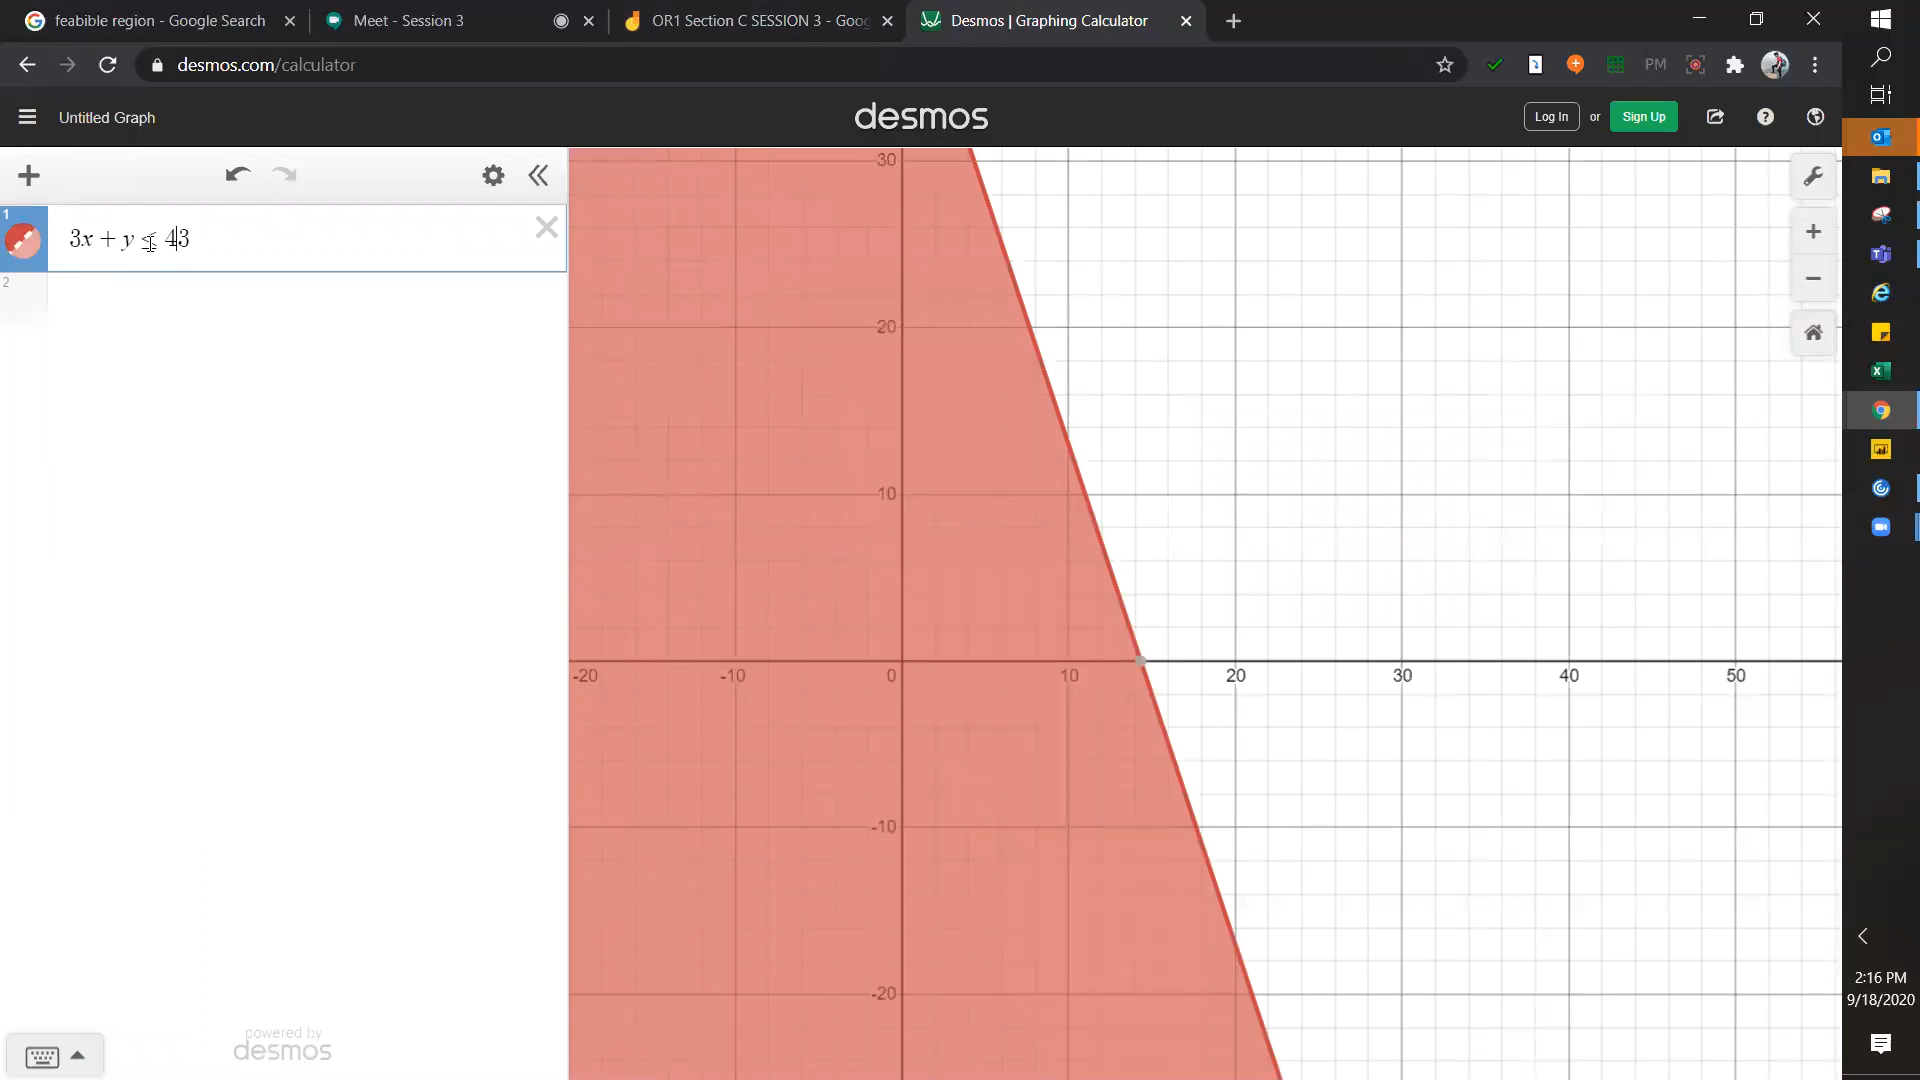 feabible region - Google Search
Meet - Session 3
OR1 Section C SESSION 3 - Goog
Desmos | Graphing Calculator
desmos.com/calculator
PM
Untitled Graph
desmos
Log In or Sign Up
1
3x + y ≤ 43
2
30
20
10
-20 -10 0 10 20 30 40 50
-10
-20
powered by
desmos
2:16 PM
9/18/2020